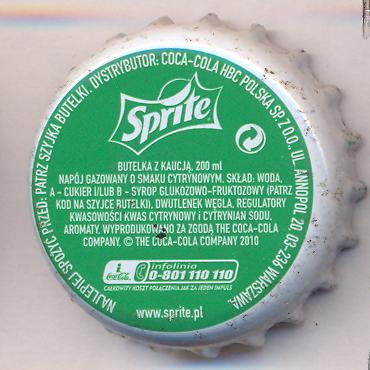 NAJLEPIEJ SPOŻYĆ PRZED: PATRZ SZYJKA BUTELKI. DYSTRYBUTOR: COCA-COLA HBC POLSKA SP. Z O.O., UL. ANNOPOL 20, 03-236 WARSZAWA.
Sprite
BUTELKA Z KAUCJĄ, 200 ml
NAPÓJ GAZOWANY O SMAKU CYTRYNOWYM. SKŁAD: WODA,
A - CUKIER I/LUB B - SYROP GLUKOZOWO-FRUKTOZOWY (PATRZ
KOD NA SZYJCE BUTELKI), DWUTLENEK WĘGLA, REGULATORY
KWASOWOŚCI KWAS CYTRYNOWY I CYTRYNIAN SODU,
AROMATY. WYPRODUKOWANO ZA ZGODĄ THE COCA-COLA
COMPANY. © THE COCA-COLA COMPANY 2010
i Coca-Cola infolinia
0-801 110 110
CAŁKOWITY KOSZT POŁĄCZENIA JAK ZA JEDEN IMPULS
www.sprite.pl